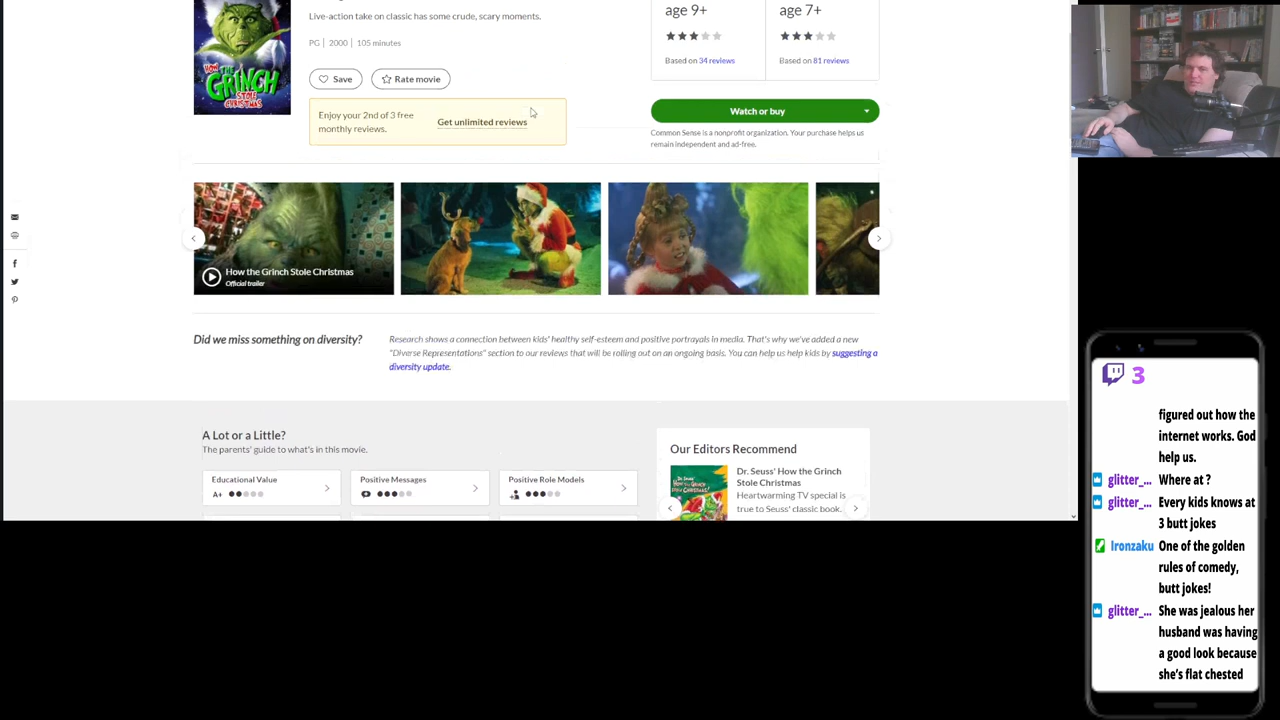 Live-action take on classic has some crude, scary moments.
PG | 2000 | 105 minutes
Save
Rate movie
Enjoy your 2nd of 3 free
monthly reviews.
Get unlimited reviews
HOW THE GRINCH STOLE CHRISTMAS
age 9+
Based on 34 reviews
age 7+
Based on 81 reviews
Watch or buy
Common Sense is a nonprofit organization. Your purchase helps us
remain independent and ad-free.
How the Grinch Stole Christmas
Official trailer
Did we miss something on diversity?
Research shows a connection between kids' healthy self-esteem and positive portrayals in media. That's why we've added a new
"Diverse Representations" section to our reviews that will be rolling out on an ongoing basis. You can help us help kids by suggesting a
diversity update.
A Lot or a Little?
The parents' guide to what's in this movie.
Educational Value
A+
Positive Messages
Positive Role Models
Our Editors Recommend
Dr. Seuss' How the Grinch
Stole Christmas
Heartwarming TV special is
true to Seuss' classic book.
3
figured out how the
internet works. God
help us.
glitter_... Where at ?
glitter_... Every kids knows at
3 butt jokes
Ironzaku One of the golden
rules of comedy,
butt jokes!
glitter_... She was jealous her
husband was having
a good look because
she's flat chested